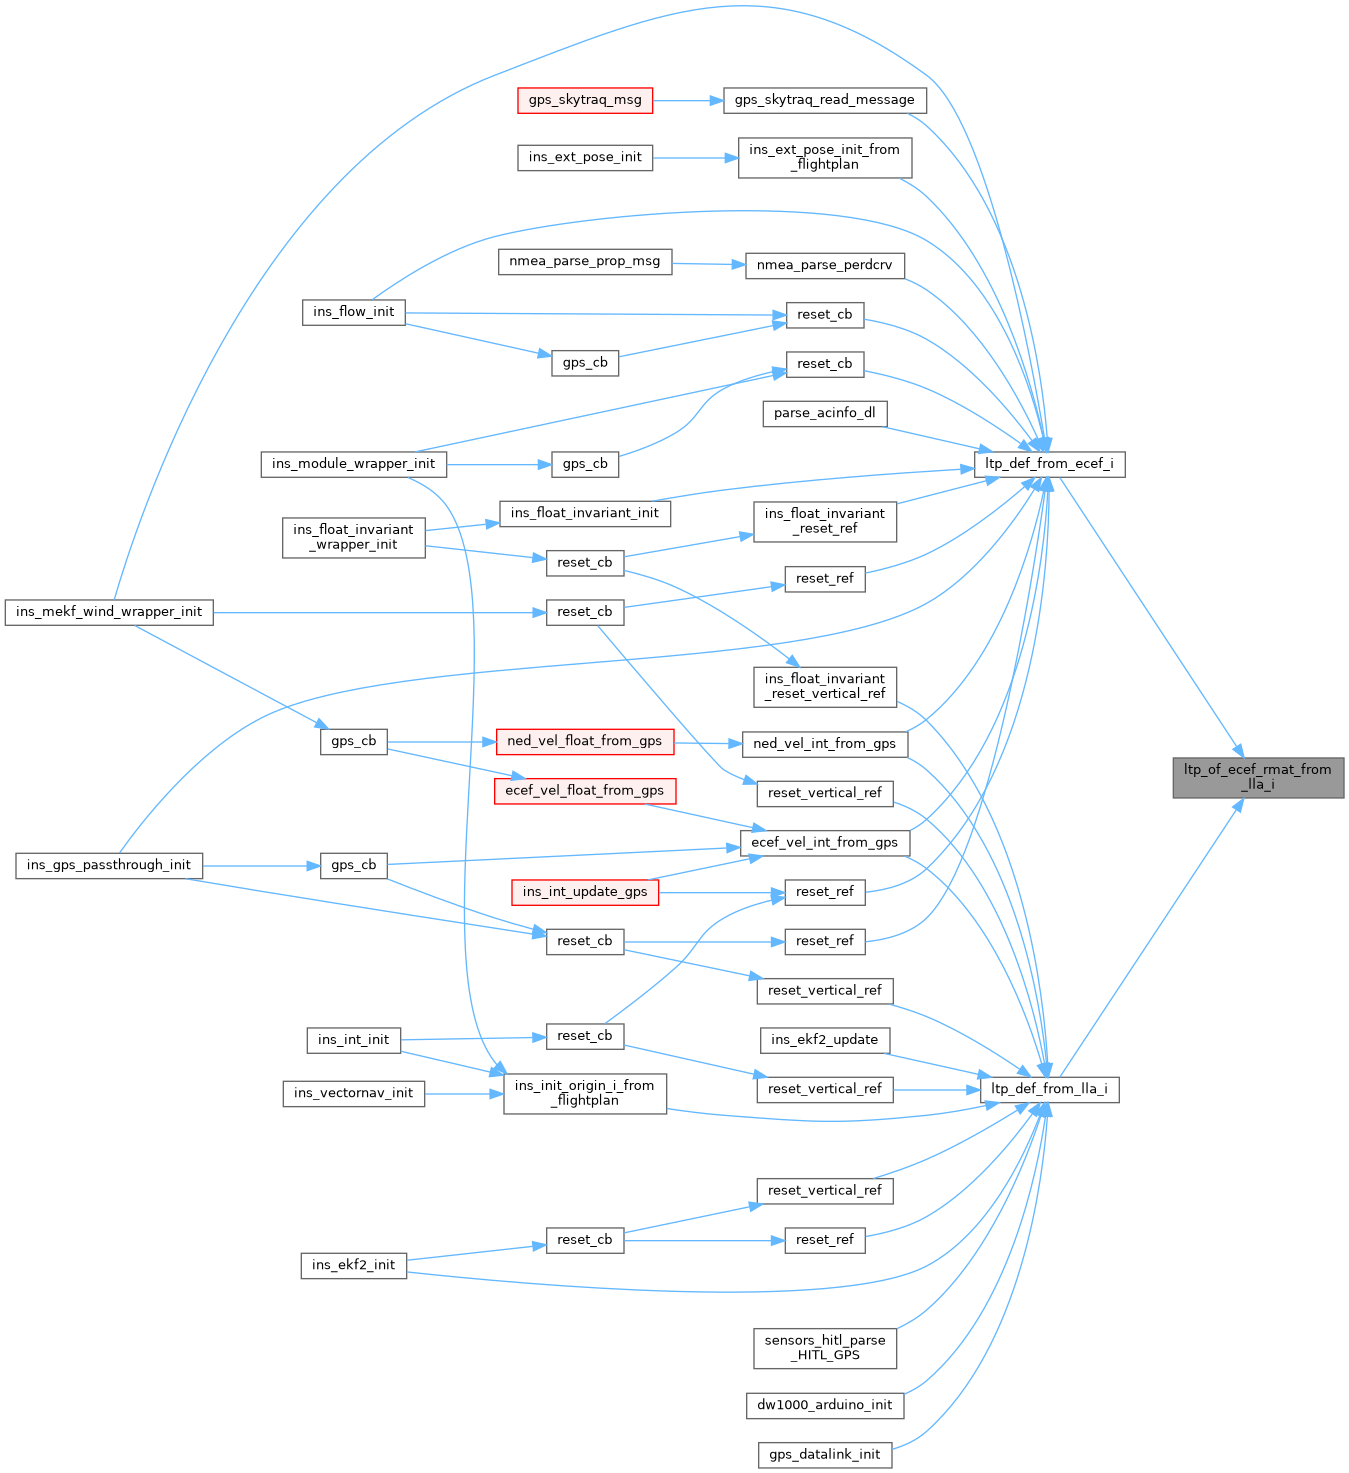 gps_skytraq_msg
gps_skytraq_read_message
ins_ext_pose_init
ins_ext_pose_init_from
_flightplan
nmea_parse_prop_msg
nmea_parse_perdcrv
ins_flow_init
reset_cb
gps_cb
reset_cb
parse_acinfo_dl
ins_module_wrapper_init
gps_cb
ltp_def_from_ecef_i
ins_float_invariant_init
ins_float_invariant
_wrapper_init
ins_float_invariant
_reset_ref
reset_cb
reset_ref
ins_mekf_wind_wrapper_init
reset_cb
ins_float_invariant
_reset_vertical_ref
gps_cb
ned_vel_float_from_gps
ned_vel_int_from_gps
ltp_of_ecef_rmat_from
_lla_i
ecef_vel_float_from_gps
reset_vertical_ref
ecef_vel_int_from_gps
ins_gps_passthrough_init
gps_cb
ins_int_update_gps
reset_ref
reset_cb
reset_ref
reset_vertical_ref
ins_int_init
reset_cb
ins_ekf2_update
ins_vectornav_init
ins_init_origin_i_from
_flightplan
reset_vertical_ref
ltp_def_from_lla_i
reset_vertical_ref
reset_cb
reset_ref
ins_ekf2_init
sensors_hitl_parse
_HITL_GPS
dw1000_arduino_init
gps_datalink_init